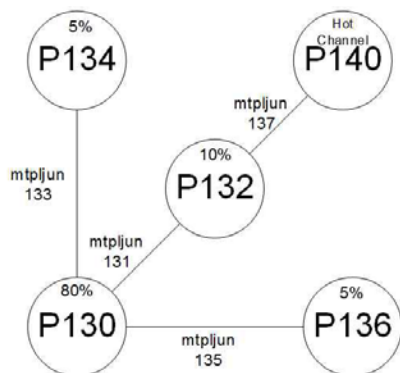 5%
P134
Hot
Channel
P140
mtpljun
137
10%
P132
mtpljun
133
mtpljun
131
80%
P130
5%
P136
mtpljun
135